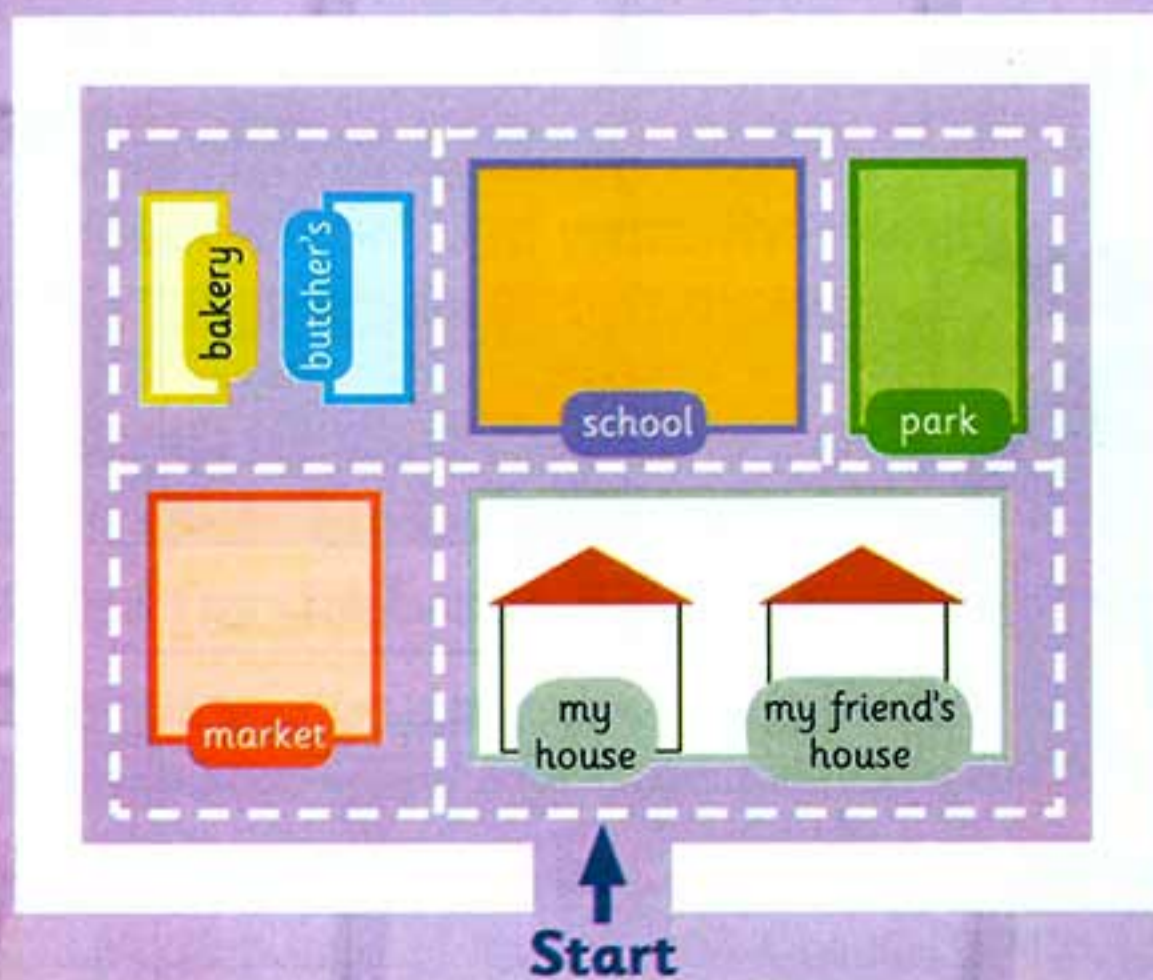 bakery
butcher's
school
park
market
my
house
my friend's
house
Start